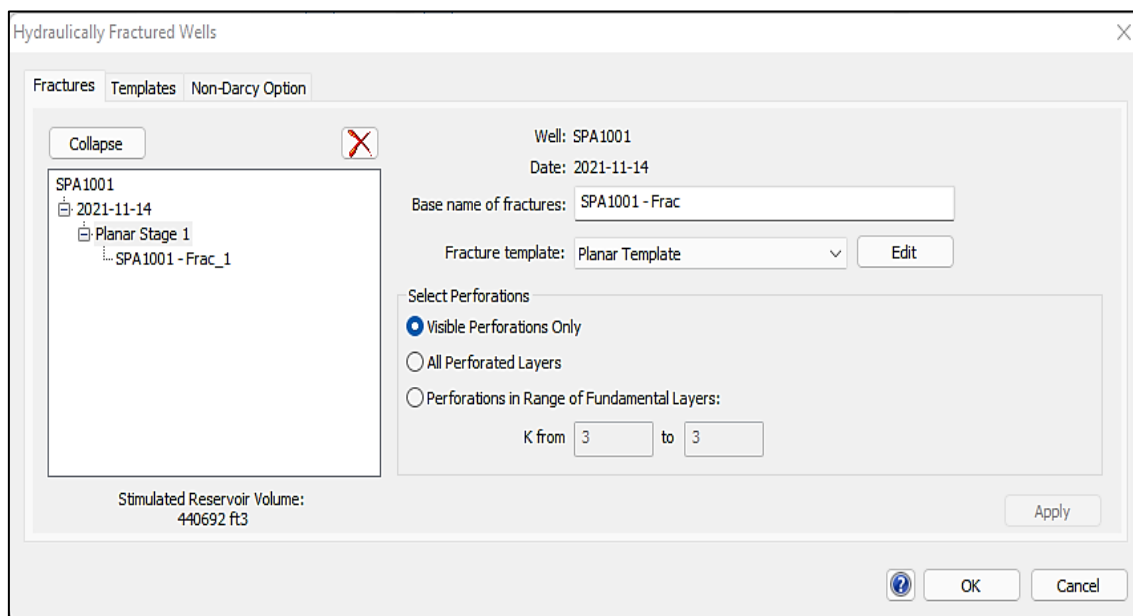 Hydraulically Fractured Wells
Fractures Templates Non-Darcy Option
Collapse
SPA1001
2021-11-14
Planar Stage 1
SPA1001 - Frac_1
Stimulated Reservoir Volume:
440692 ft3
Well: SPA1001
Date: 2021-11-14
Base name of fractures: SPA1001 - Frac
Fracture template: Planar Template Edit
Select Perforations
Visible Perforations Only
All Perforated Layers
Perforations in Range of Fundamental Layers:
K from 3 to 3
Apply
? OK Cancel